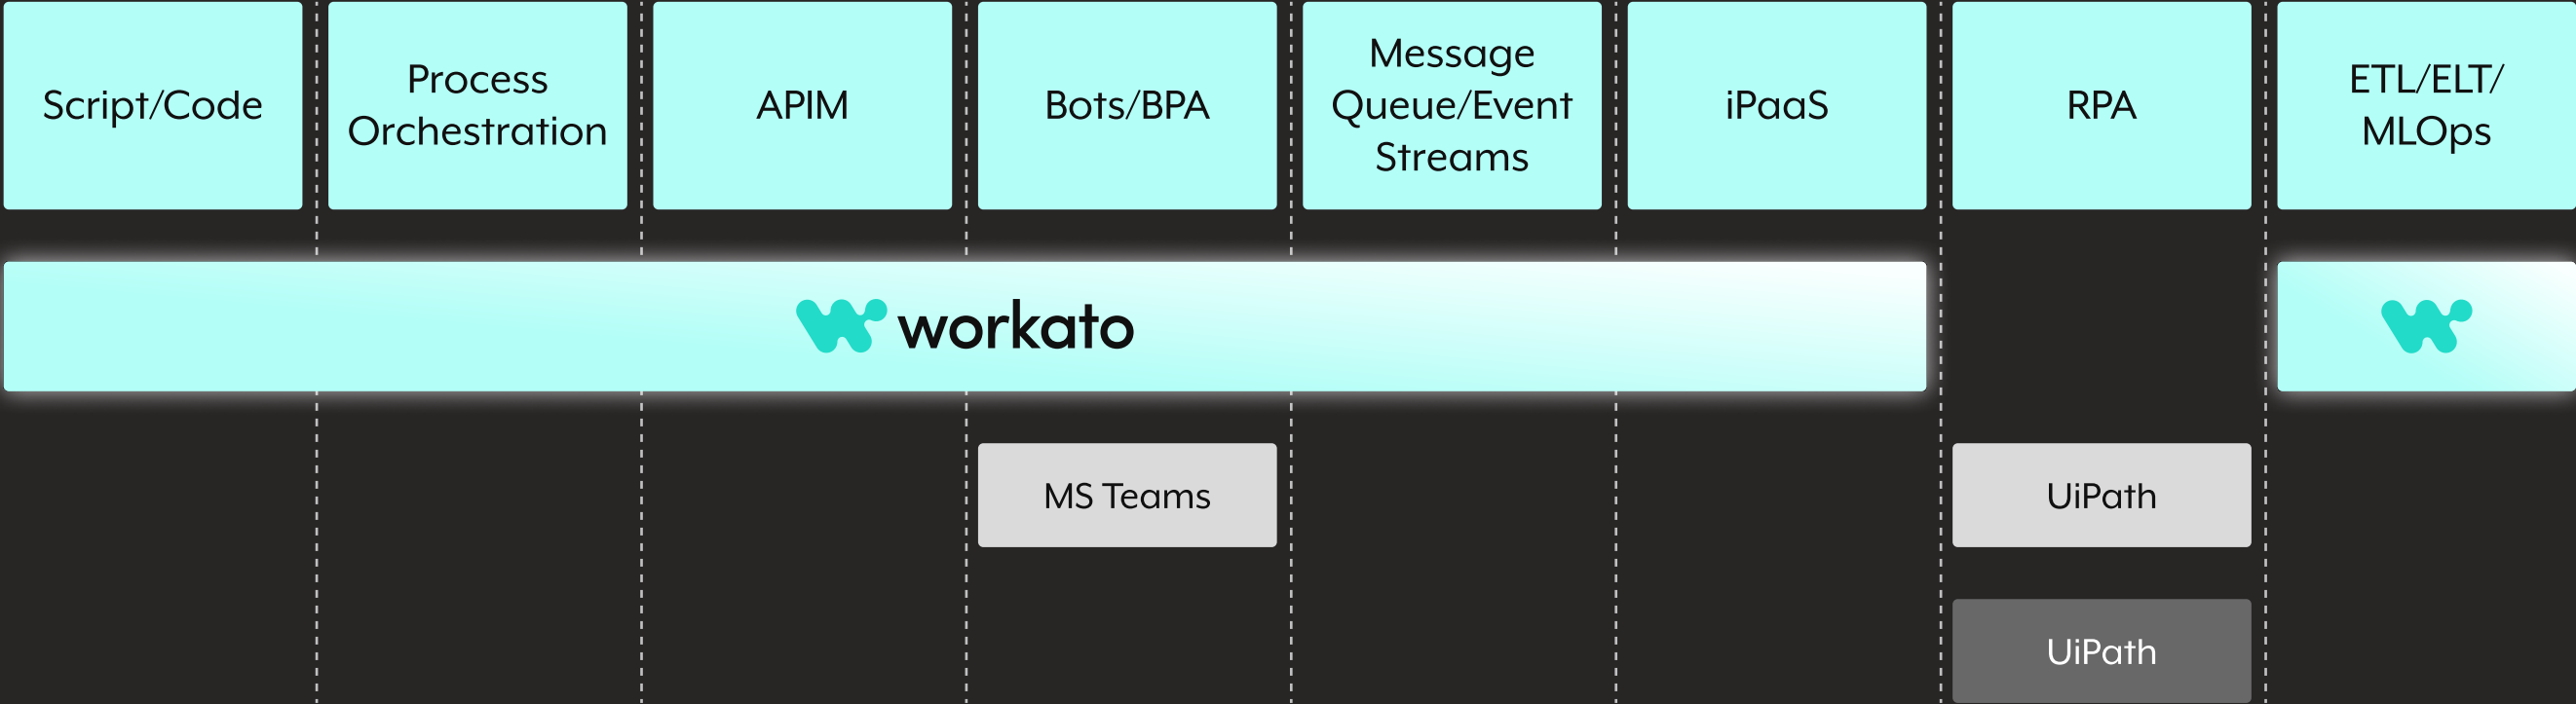 Script/Code
Process
Orchestration
APIM
Bots/BPA
Message
Queue/Event
Streams
iPaaS
RPA
ETL/ELT/
MLOps
workato
MS Teams
UiPath
UiPath